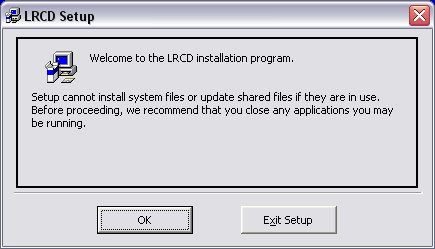 LRCD Setup
Welcome to the LRCD installation program.
Setup cannot install system files or update shared files if they are in use.
Before proceeding, we recommend that you close any applications you may
be running.
OK
Exit Setup